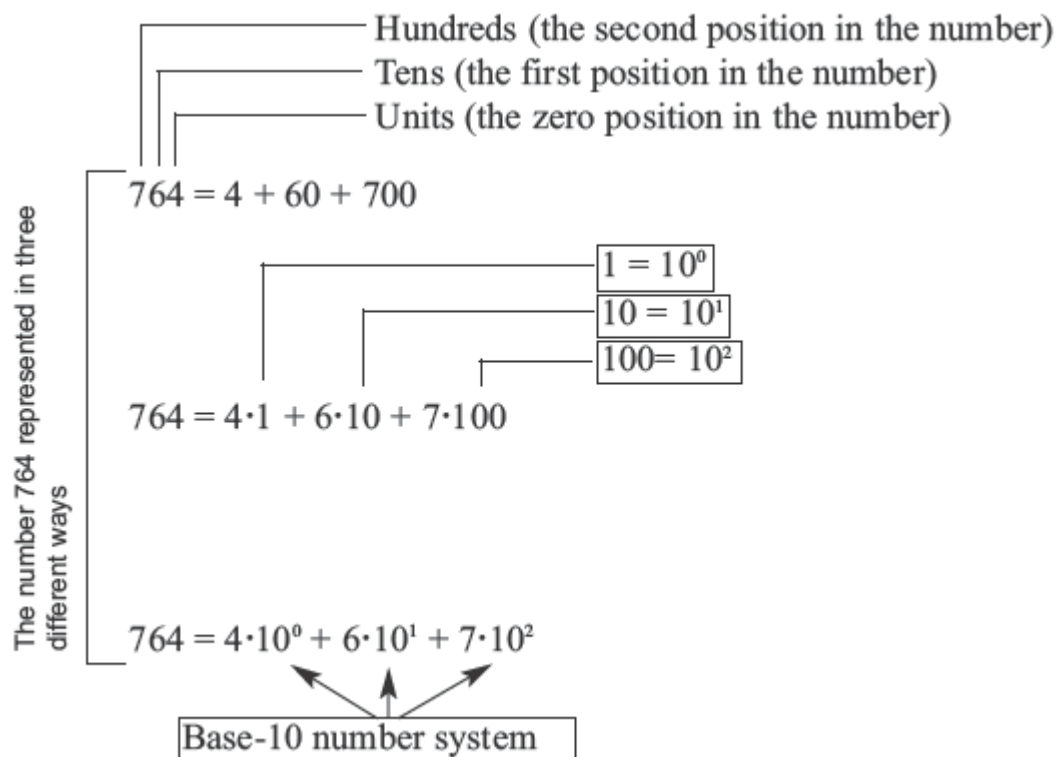 Hundreds (the second position in the number)
Tens (the first position in the number)
Units (the zero position in the number)
The number 764 represented in three
different ways
764 = 4 + 60 + 700
1 = 10⁰
10 = 10¹
100= 10²
764 = 4·1 + 6·10 + 7·100
764 = 4·10⁰ + 6·10¹ + 7·10²
Base-10 number system